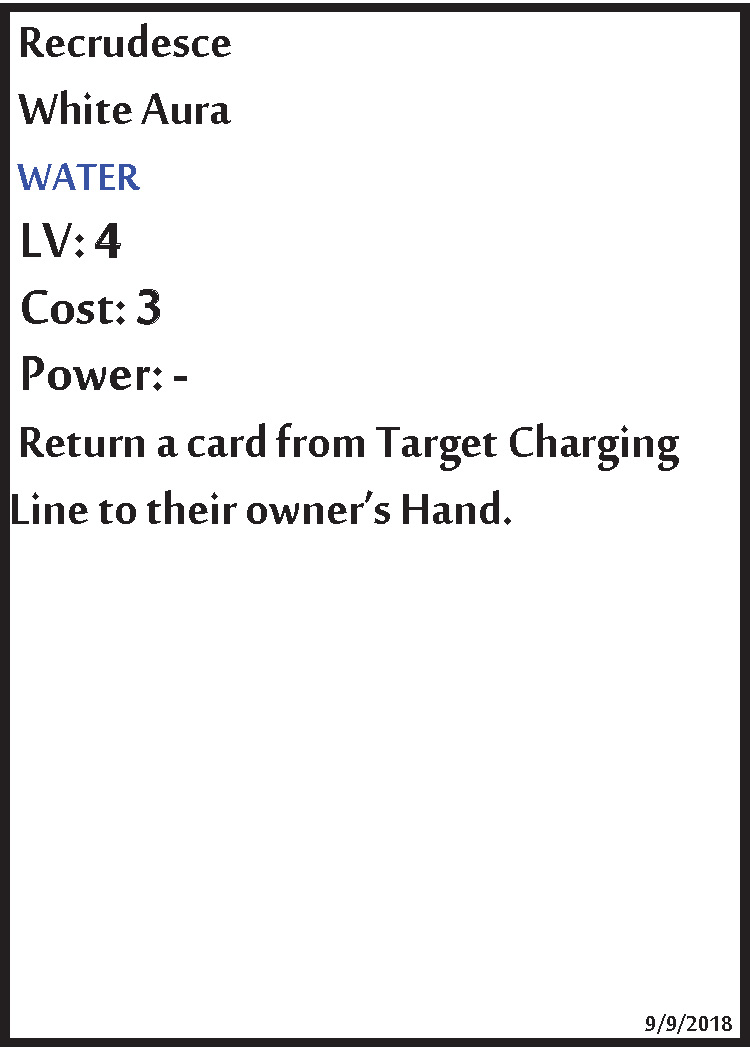 Recrudesce
White Aura
WATER
LV: 4
Cost: 3
Power: -
Return a card from Target Charging
Line to their owner's Hand.
9/9/2018